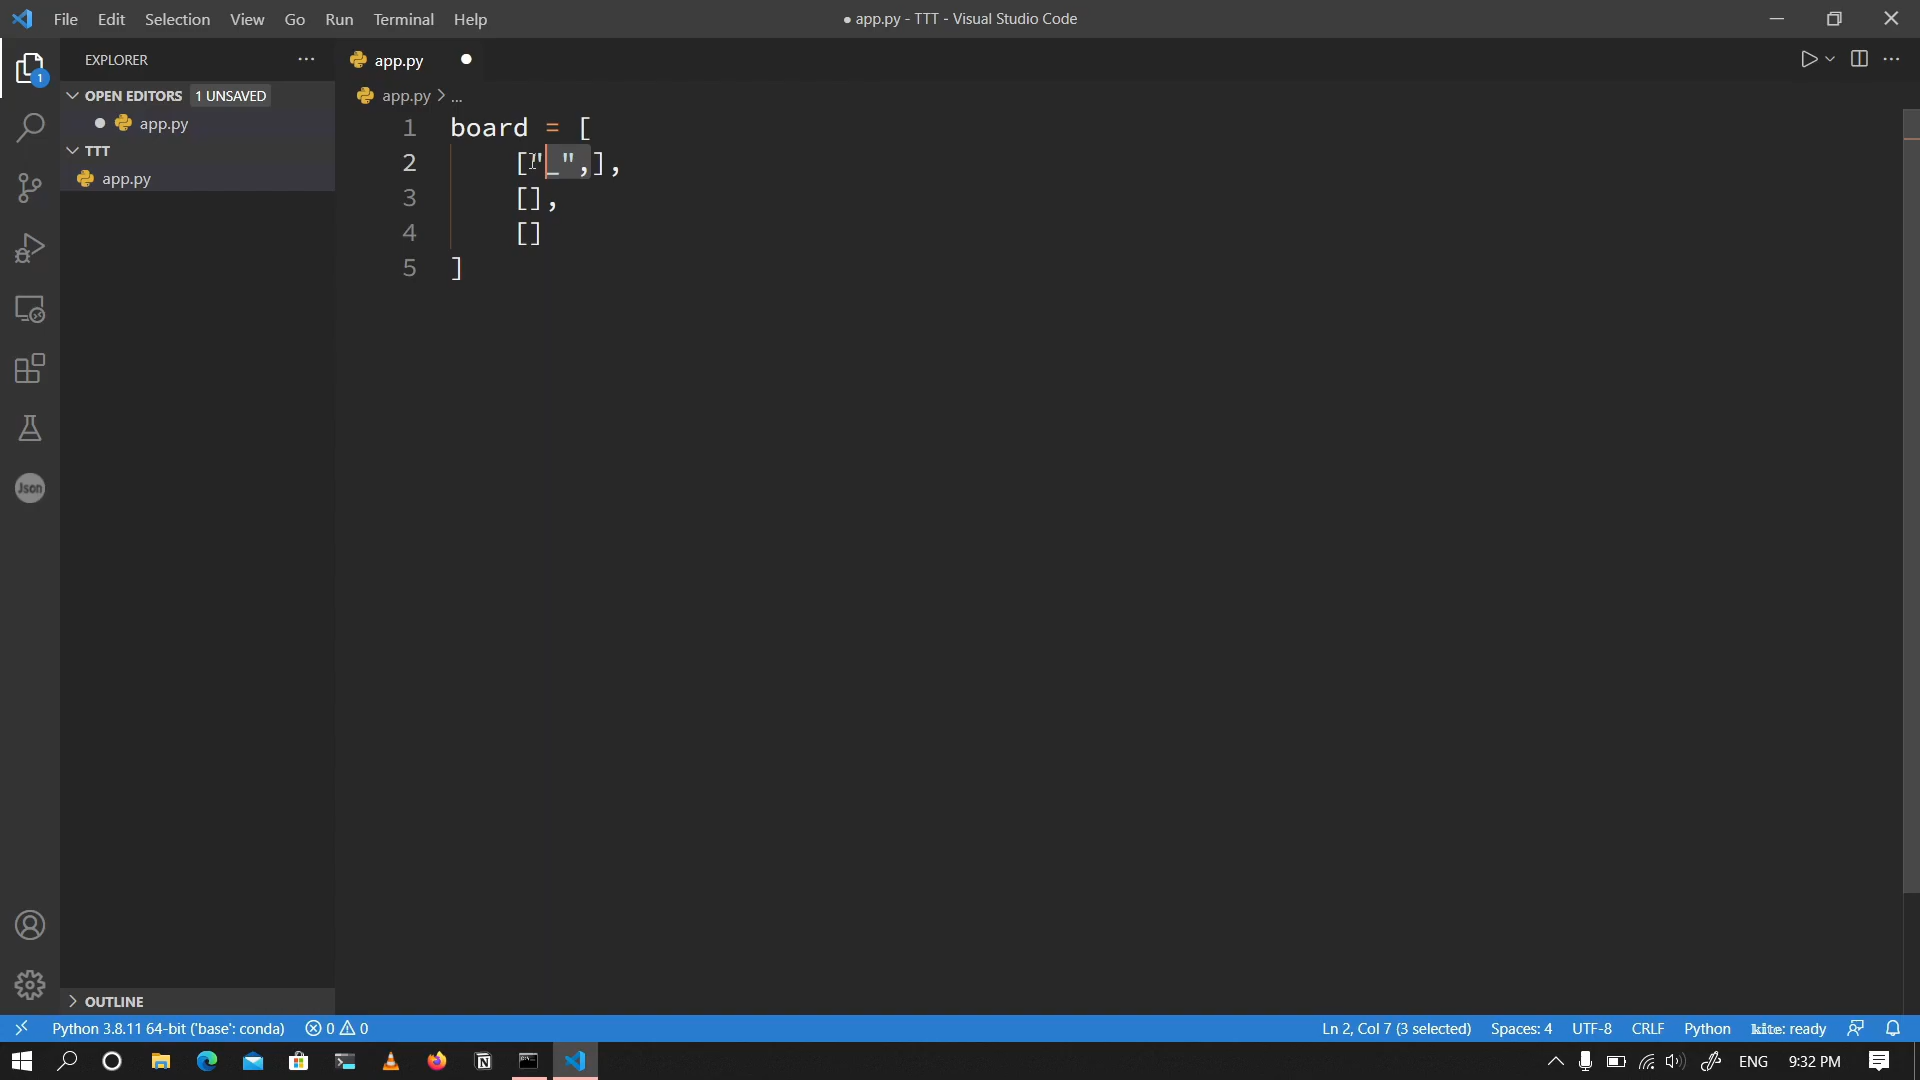 File Edit Selection View Go Run Terminal Help
● app.py - TTT - Visual Studio Code
EXPLORER
app.py
OPEN EDITORS 1 UNSAVED
app.py > ...
app.py
TTT
app.py
1 board = [
2 ["_",],
3 [],
4 []
5 ]
1
Json
OUTLINE
Python 3.8.11 64-bit ('base': conda) 0 0
Ln 2, Col 7 (3 selected) Spaces: 4 UTF-8 CRLF Python kite: ready
ENG 9:32 PM